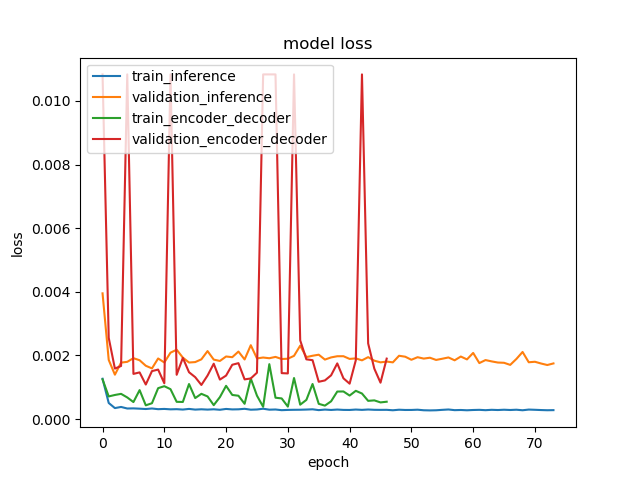 model loss
train_inference
validation_inference
train_encoder_decoder
validation_encoder_decoder
loss
0.010
0.008
0.006
0.004
0.002
0.000
0 10 20 30 40 50 60 70
epoch